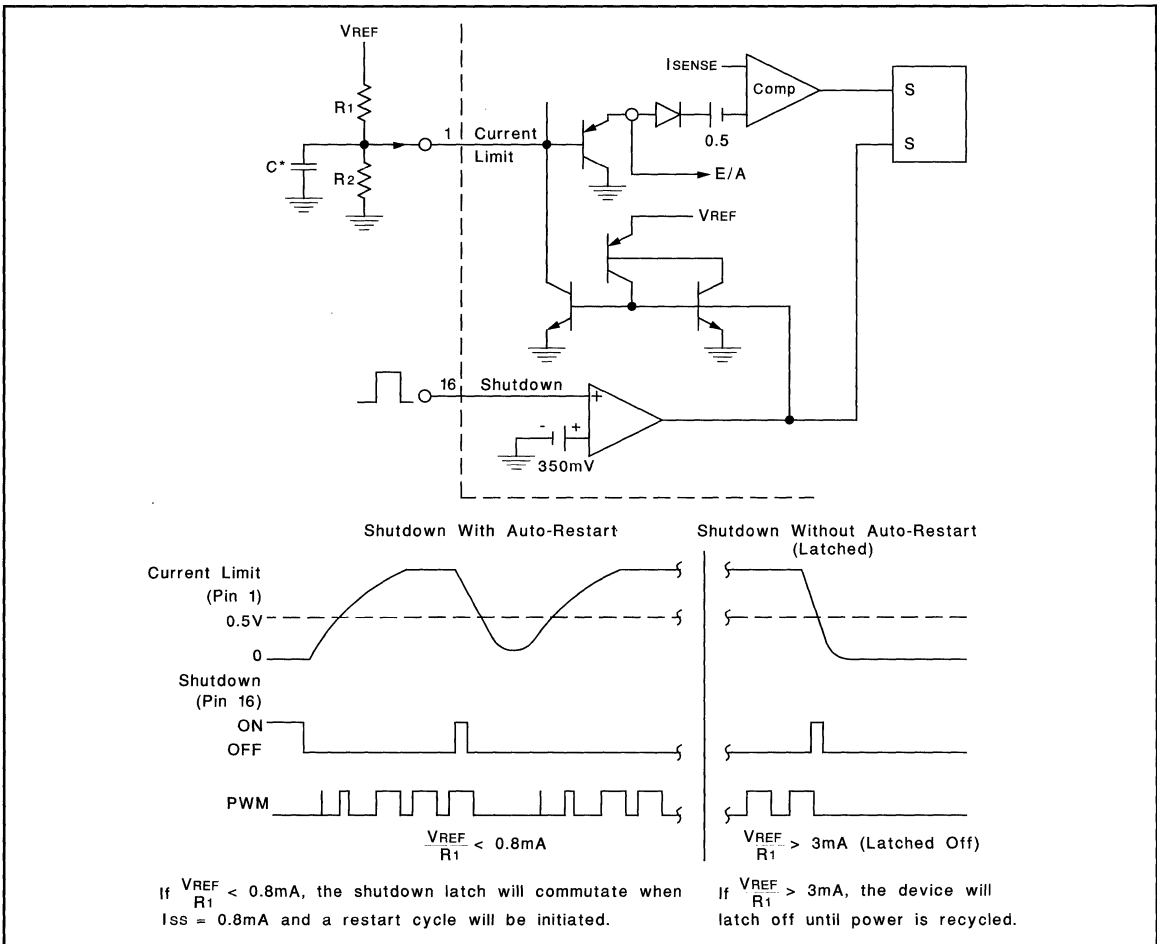 VREF
ISENSE
Comp
S
R1
1 Current
Limit
0.5
S
C*
R2
E/A
VREF
16 Shutdown
+
- +
350mV
Shutdown With Auto-Restart
Shutdown Without Auto-Restart
(Latched)
Current Limit
(Pin 1)
0.5V
0
Shutdown
(Pin 16)
ON
OFF
PWM
VREF
R1
< 0.8mA
VREF
R1
> 3mA (Latched Off)
If VREF/R1 < 0.8mA, the shutdown latch will commutate when
ISS = 0.8mA and a restart cycle will be initiated.
If VREF/R1 > 3mA, the device will
latch off until power is recycled.